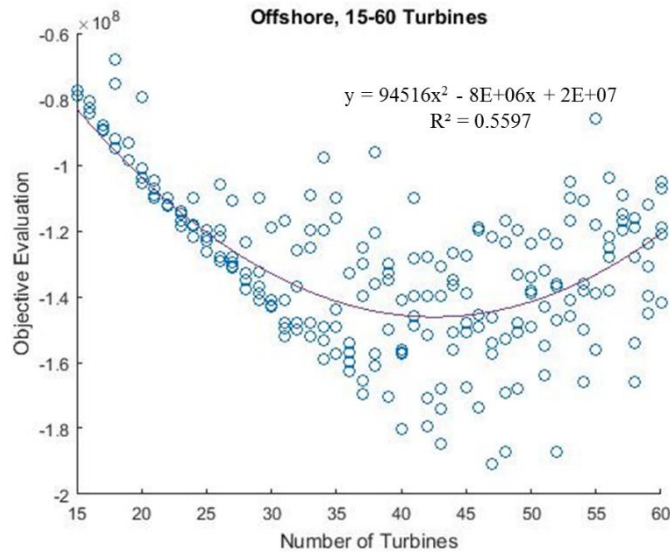 Offshore, 15-60 Turbines
×10⁸
y = 94516x² - 8E+06x + 2E+07
R² = 0.5597
Objective Evaluation
-0.6
-0.8
-1
-1.2
-1.4
-1.6
-1.8
-2
15 20 25 30 35 40 45 50 55 60
Number of Turbines